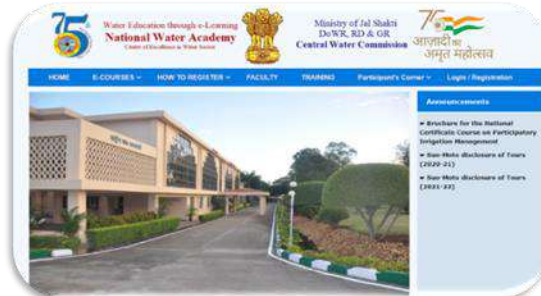 75
Water Education through e-Learning
National Water Academy
Center of Excellence in Water Sector
Ministry of Jal Shakti
DoWR, RD & GR
Central Water Commission
75
आज़ादी का
अमृत महोत्सव
HOME E-COURSES HOW TO REGISTER FACULTY TRAINING Participant's Corner Login / Registration
Announcements
Brochure for the National
Certificate Course on Participatory
Irrigation Management
Suo-Moto disclosure of Tours
(2020-21)
Suo-Moto disclosure of Tours
(2021-22)